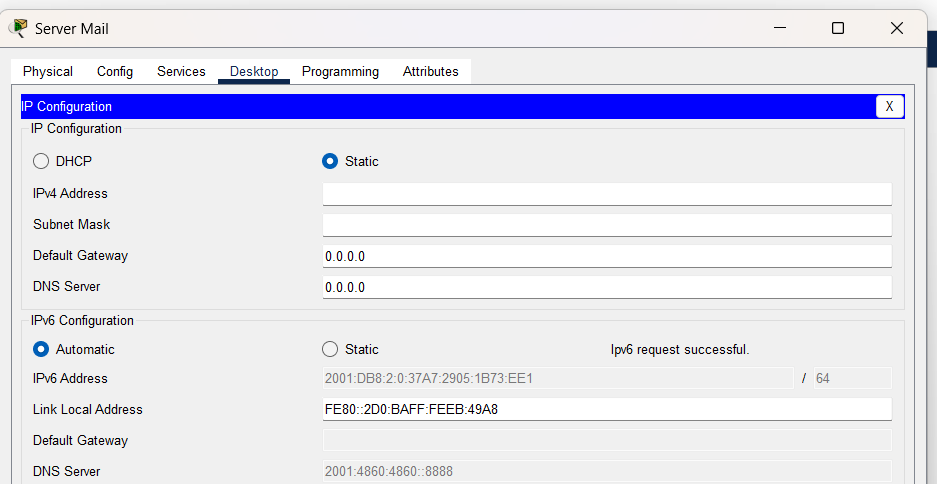 Server Mail
Physical Config Services Desktop Programming Attributes
IP Configuration X
IP Configuration
DHCP Static
IPv4 Address
Subnet Mask
Default Gateway 0.0.0.0
DNS Server 0.0.0.0
IPv6 Configuration
Automatic Static Ipv6 request successful.
IPv6 Address 2001:DB8:2:0:37A7:2905:1B73:EE1 / 64
Link Local Address FE80::2D0:BAFF:FEEB:49A8
Default Gateway
DNS Server 2001:4860:4860::8888